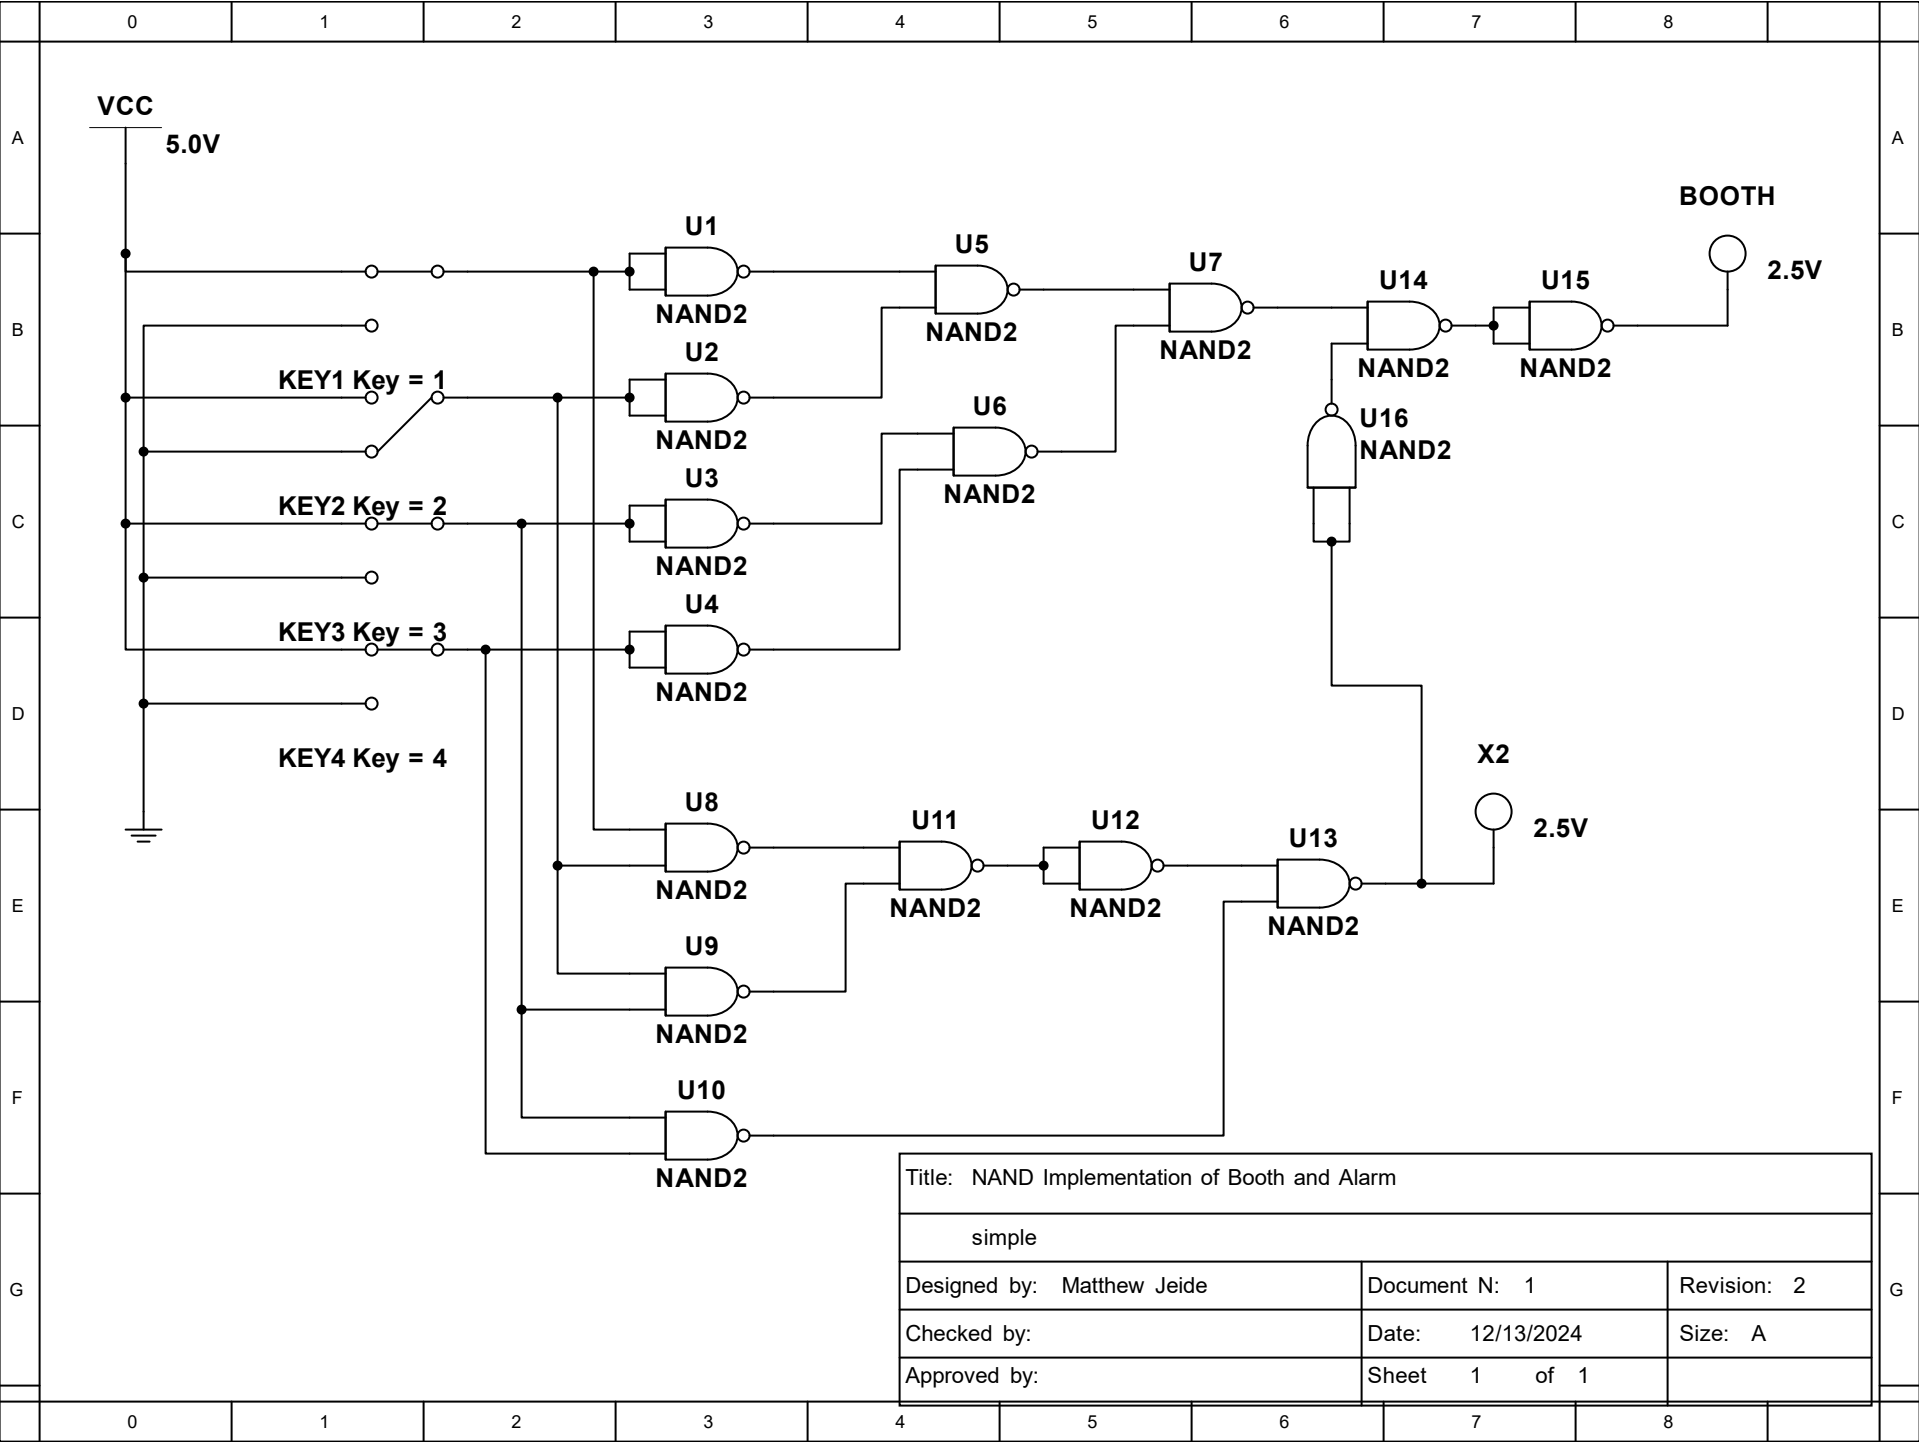 0 1 2 3 4 5 6 7 8
A A
B B
C C
D D
E E
F F
G G
VCC
5.0V
BOOTH
2.5V
U1
NAND2
U5
NAND2
U7
NAND2
U14
NAND2
U15
NAND2
KEY1 Key = 1
U2
NAND2
U6
NAND2
U16
NAND2
KEY2 Key = 2
U3
NAND2
KEY3 Key = 3
U4
NAND2
KEY4 Key = 4
X2
2.5V
U8
NAND2
U11
NAND2
U12
NAND2
U13
NAND2
U9
NAND2
U10
NAND2
Title: NAND Implementation of Booth and Alarm
simple
Designed by: Matthew Jeide Document N: 1 Revision: 2
Checked by: Date: 12/13/2024 Size: A
Approved by: Sheet 1 of 1
0 1 2 3 4 5 6 7 8